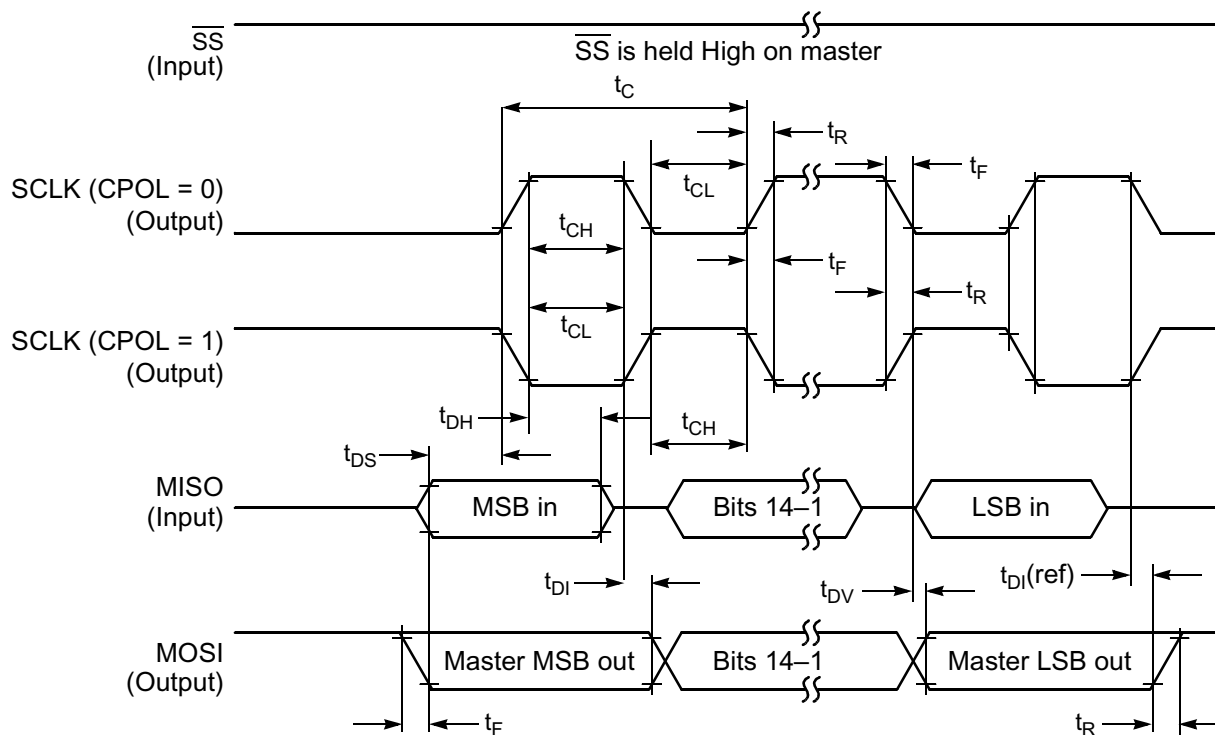 SS
(Input)
SS is held High on master
tC
tR
tF
SCLK (CPOL = 0)
(Output)
tCL
tCH
tF
tR
tCL
SCLK (CPOL = 1)
(Output)
tDH
tCH
tDS
MISO
(Input)
MSB in
Bits 14–1
LSB in
tDI
tDV
tDI(ref)
MOSI
(Output)
Master MSB out
Bits 14–1
Master LSB out
tF
tR